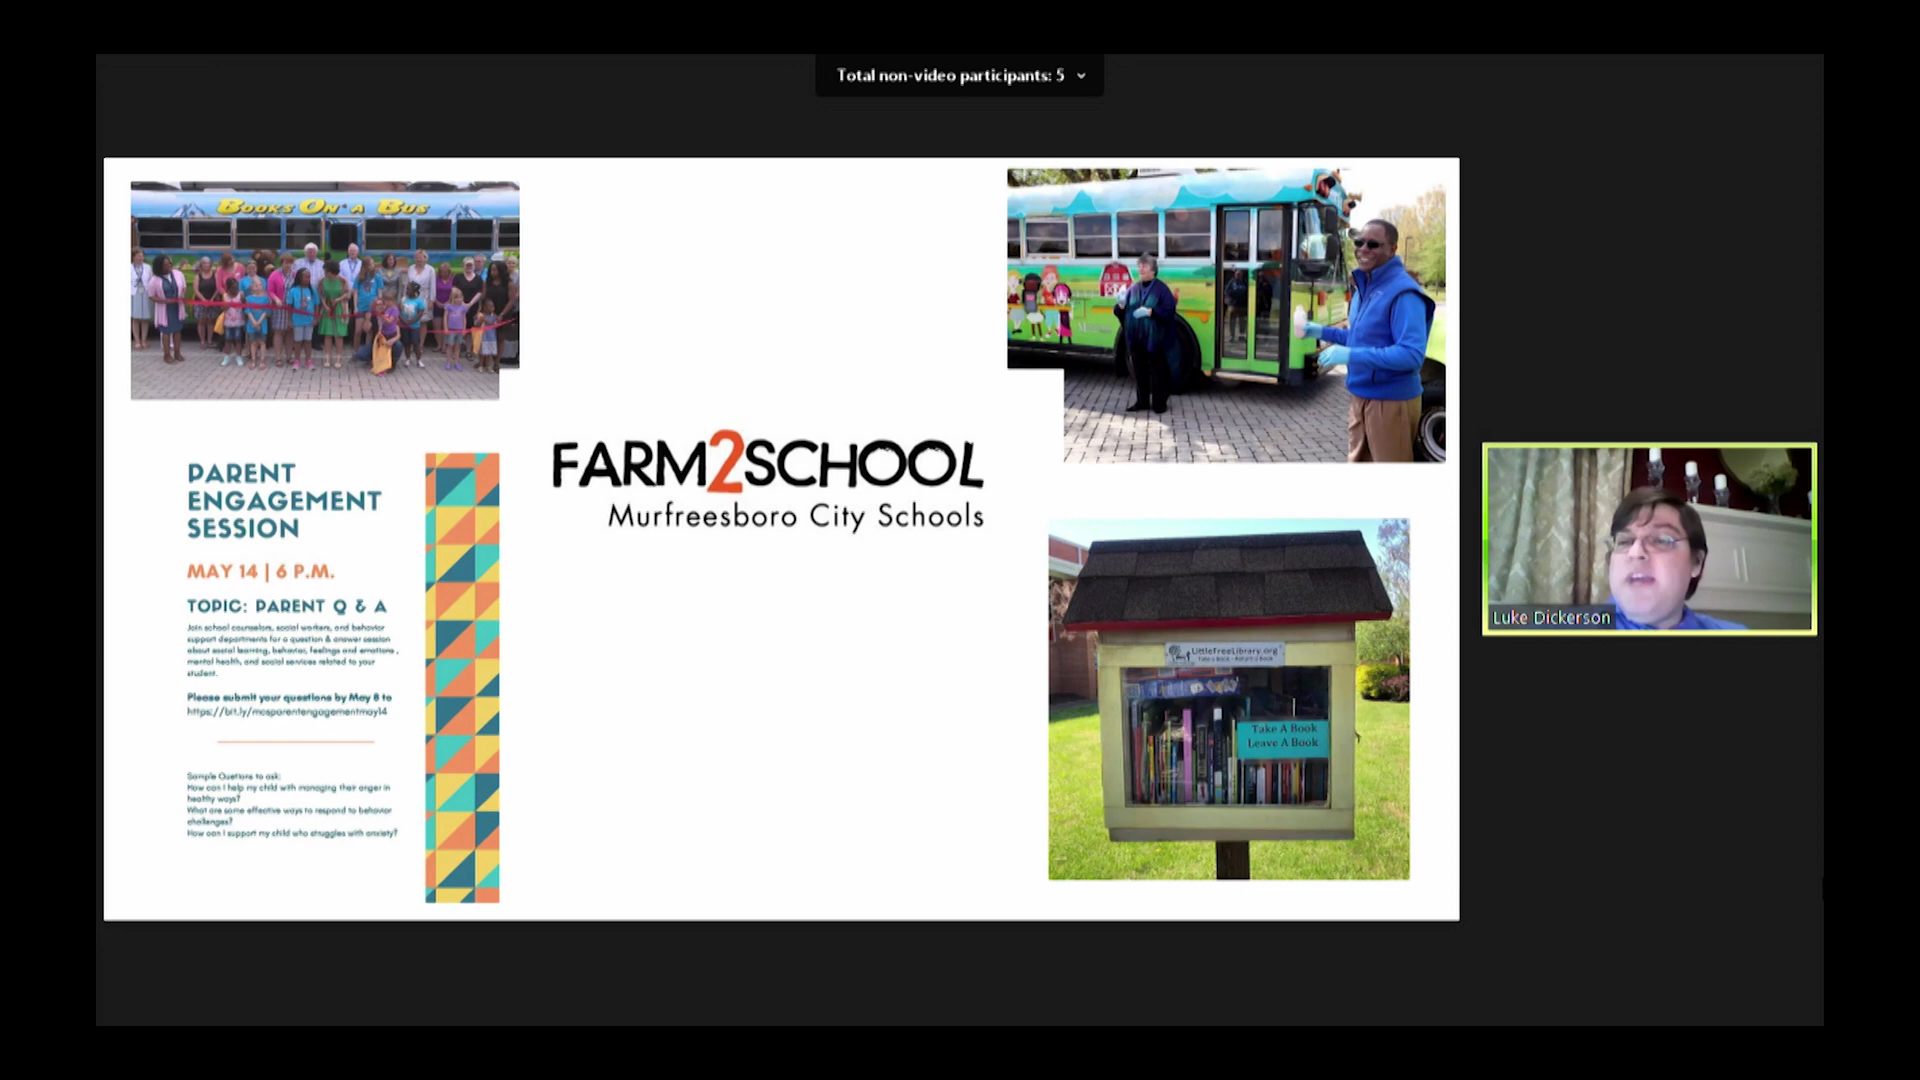 Total non-video participants: 5
BOOKS ON A BUS
PARENT
ENGAGEMENT
SESSION
MAY 14 | 6 P.M.
TOPIC: PARENT Q & A
Join school counselors, social workers, and behavior
support departments for a question & answer session
about social learning, behavior, feelings and emotions,
mental health, and social services related to your
student.
Please submit your questions by May 8 to
https://bit.ly/mcsparentengagementmay14
Sample Quetions to ask:
How can I help my child with managing their anger in
healthy ways?
What are some effective ways to respond to behavior
challenges?
How can I support my child who struggles with anxiety?
FARM2SCHOOL
Murfreesboro City Schools
LittleFreeLibrary.org
Take a Book • Return a Book
Take A Book
Leave A Book
Luke Dickerson